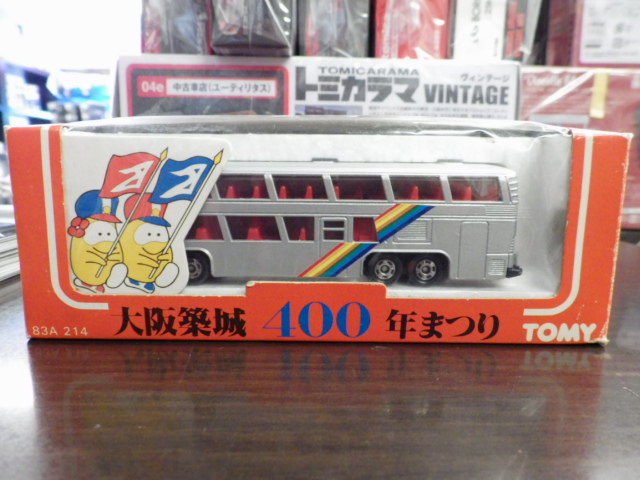 TOMICARAMA
04e 中古車店(ユーティリタス)
トミカラマ VINTAGE
ヴィンテージ
大阪築城 400 年まつり
83A 214
TOMY